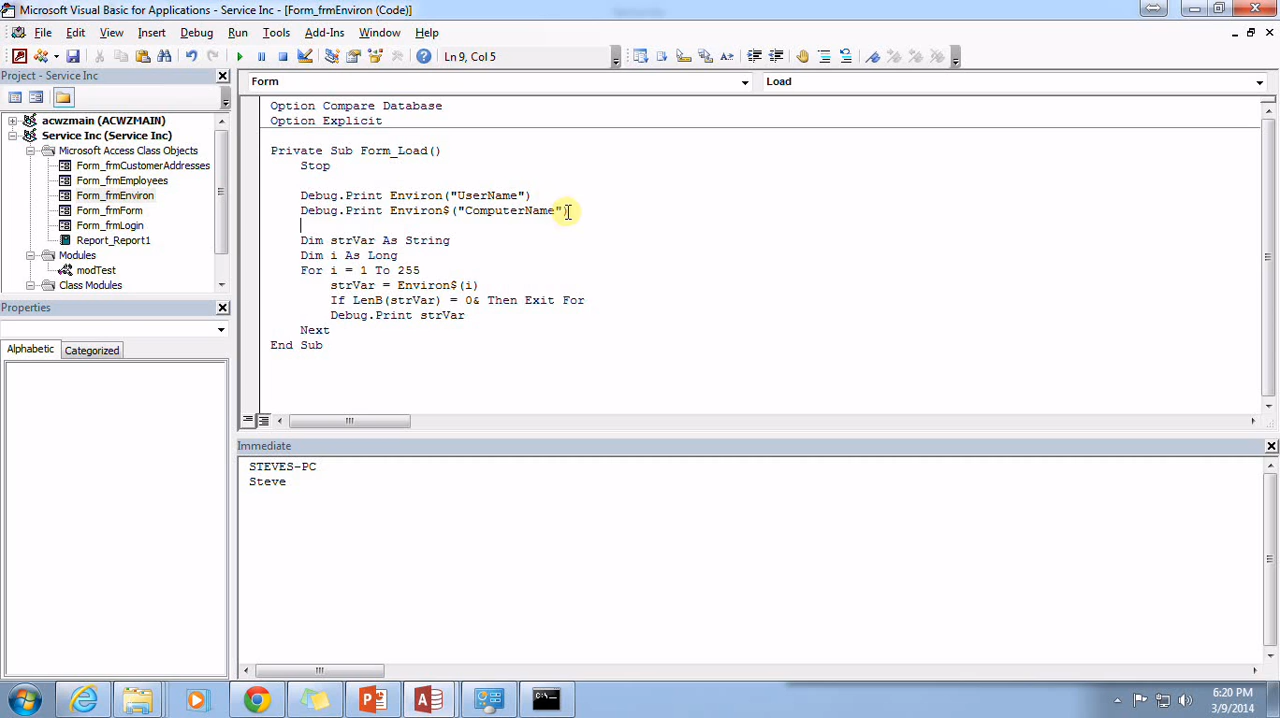 Microsoft Visual Basic for Applications - Service Inc - [Form_frmEnviron (Code)]
File Edit View Insert Debug Run Tools Add-Ins Window Help
Ln 9, Col 5
Project - Service Inc
Form
Load
acwzmain (ACWZMAIN)
Service Inc (Service Inc)
Microsoft Access Class Objects
Form_frmCustomerAddresses
Form_frmEmployees
Form_frmEnviron
Form_frmForm
Form_frmLogin
Report_Report1
Modules
modTest
Class Modules
Properties
Alphabetic Categorized
Option Compare Database
Option Explicit
Private Sub Form_Load()
Stop
Debug.Print Environ("UserName")
Debug.Print Environ$("ComputerName")
Dim strVar As String
Dim i As Long
For i = 1 To 255
strVar = Environ$(i)
If LenB(strVar) = 0& Then Exit For
Debug.Print strVar
Next
End Sub
Immediate
STEVES-PC
Steve
6:20 PM
3/9/2014